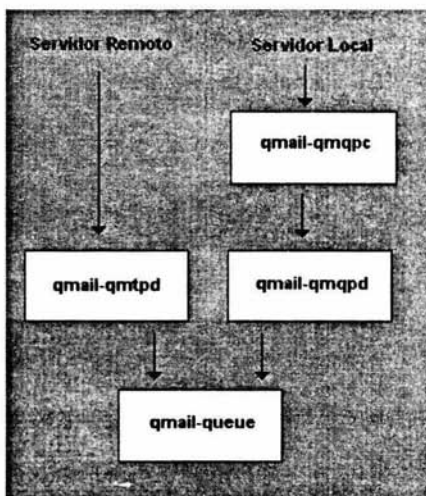 Servidor Remoto
Servidor Local
qmail-qmqpc
qmail-qmtpd
qmail-qmqpd
qmail-queue